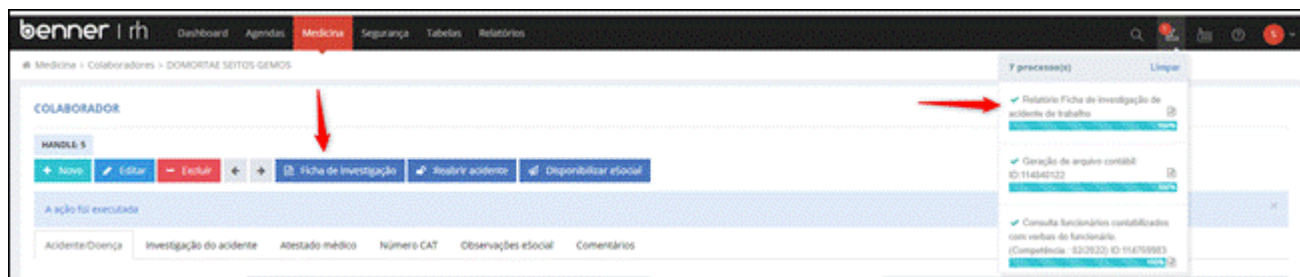 benner | rh Dashboard Agendas Medicina Segurança Tabelas Relatórios
Medicina > Colaboradores > DOMORTAE SEITOS GEMOS
7 processo(s) Limpar
Relatório Ficha de investigação de
acidente de trabalho
100%
COLABORADOR
HANDLE: 5
+ Novo Editar Excluir ← → Ficha de investigação Reabrir acidente Disponibilizar eSocial
Geração de arquivo contábil
ID:114840122
100%
A ação foi executada ×
Consulta funcionários contabilizados
com verbas do funcionário.
(Competência : 02/2022) ID:114769983
100%
Acidente/Doença Investigação do acidente Atestado médico Número CAT Observações eSocial Comentários